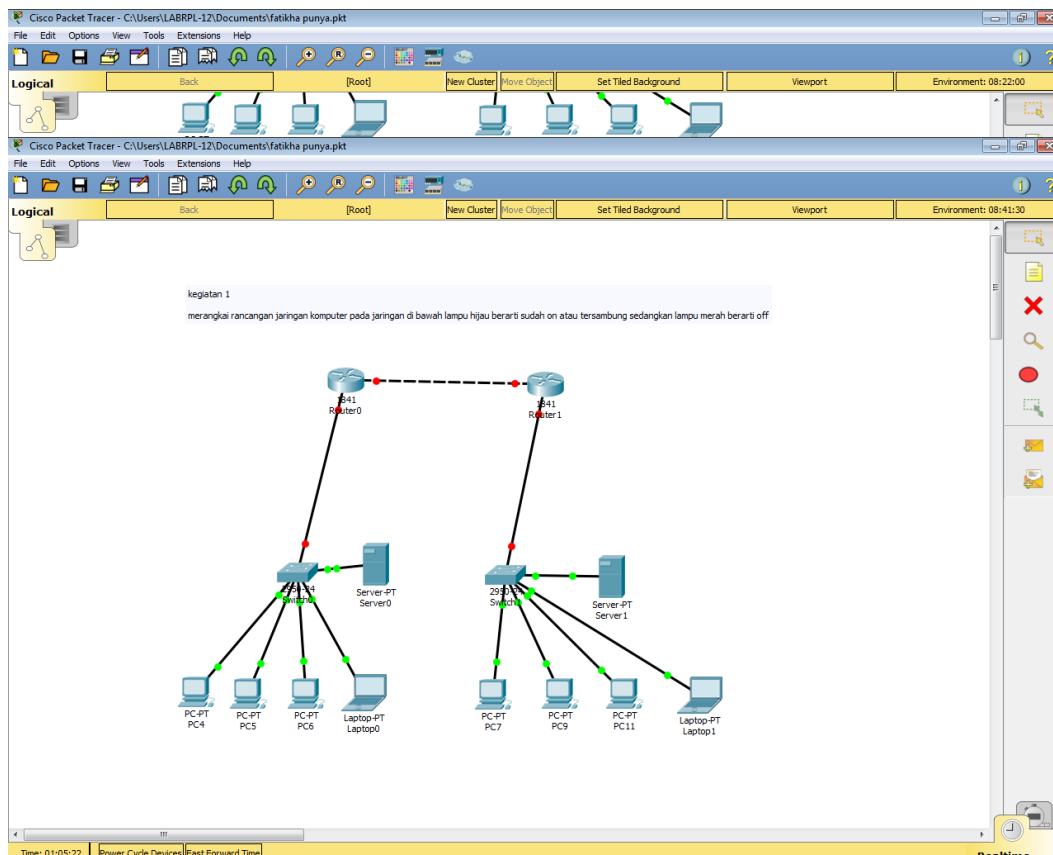 Cisco Packet Tracer - C:\Users\LABRPL-12\Documents\fatikha punya.pkt
File Edit Options View Tools Extensions Help
Logical Back [Root] New Cluster Move Object Set Tiled Background Viewport Environment: 08:22:00
Cisco Packet Tracer - C:\Users\LABRPL-12\Documents\fatikha punya.pkt
File Edit Options View Tools Extensions Help
Logical Back [Root] New Cluster Move Object Set Tiled Background Viewport Environment: 08:41:30
kegiatan 1
merangkai rancangan jaringan komputer pada jaringan di bawah lampu hijau berarti sudah on atau tersambung sedangkan lampu merah berarti off
1841
Router0
1841
Router1
2950-24
Switch0
Server-PT
Server0
2950-24
Server-PT
Server1
PC-PT
PC4
PC-PT
PC5
PC-PT
PC6
Laptop-PT
Laptop0
PC-PT
PC7
PC-PT
PC9
PC-PT
PC11
Laptop-PT
Laptop1
Time: 01:05:22 Power Cycle Devices Fast Forward Time Realtime